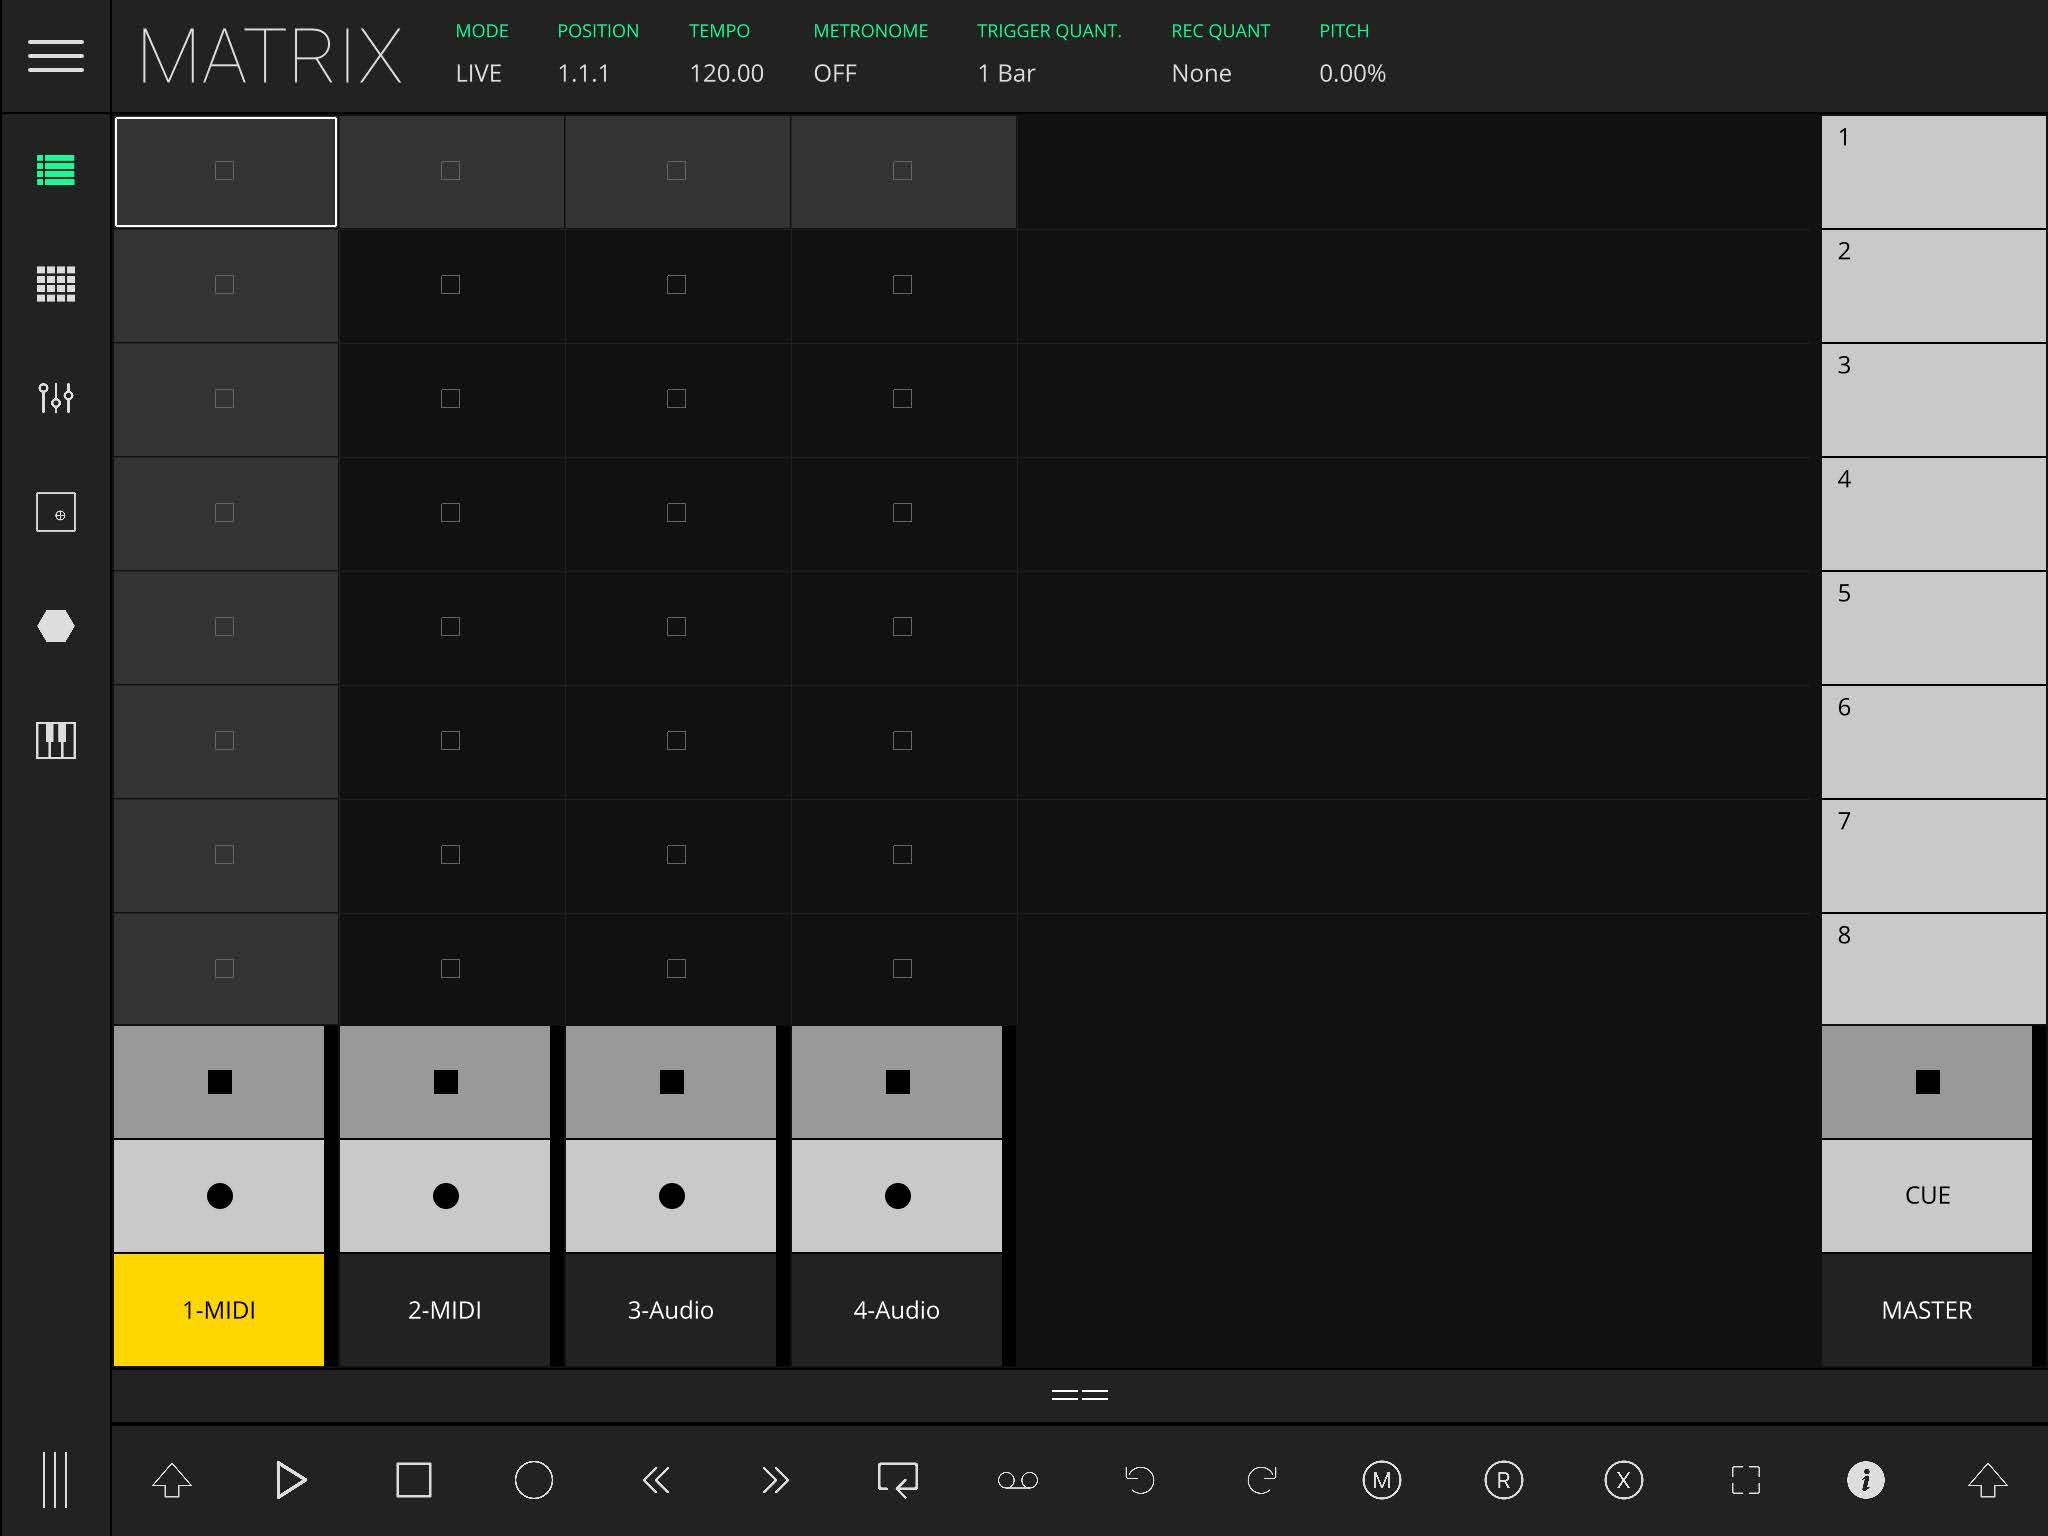 MATRIX
MODE POSITION TEMPO METRONOME TRIGGER QUANT. REC QUANT PITCH
LIVE 1.1.1 120.00 OFF 1 Bar None 0.00%
1
2
3
4
5
6
7
8
CUE
1-MIDI 2-MIDI 3-Audio 4-Audio MASTER
M R X i